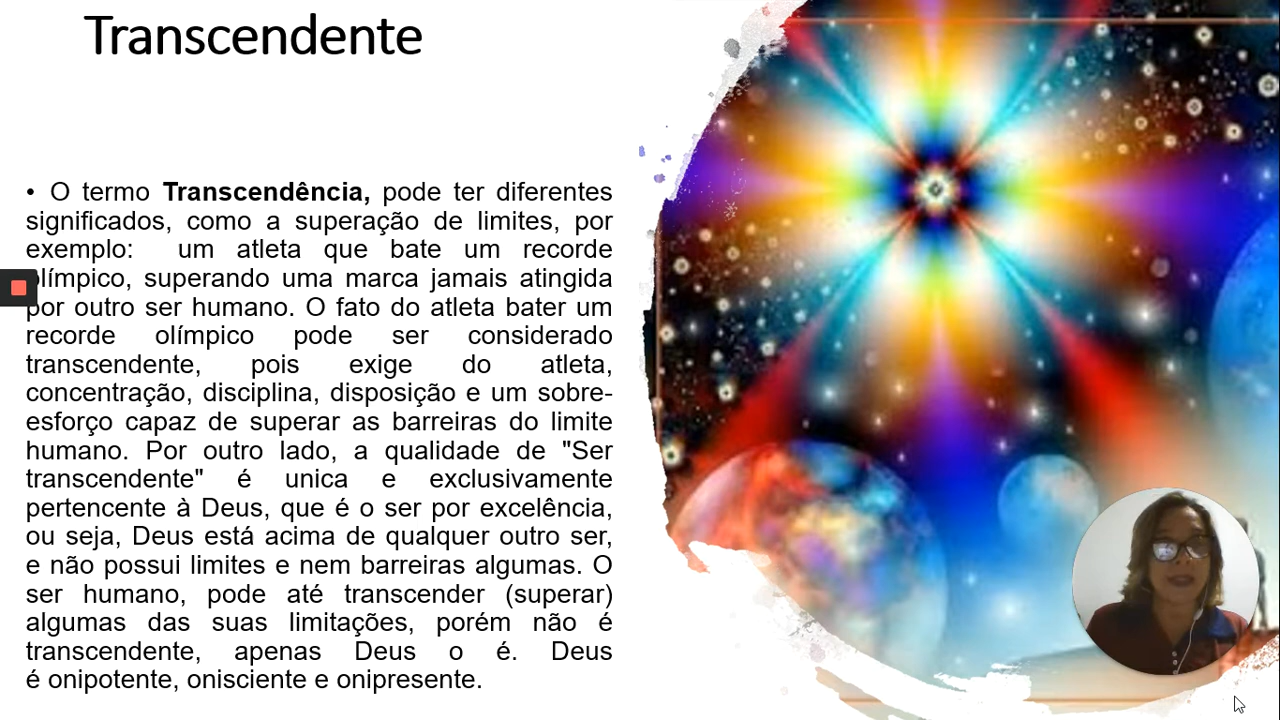 Transcendente
• O termo Transcendência, pode ter diferentes
significados, como a superação de limites, por
exemplo: um atleta que bate um recorde
olímpico, superando uma marca jamais atingida
por outro ser humano. O fato do atleta bater um
recorde olímpico pode ser considerado
transcendente, pois exige do atleta,
concentração, disciplina, disposição e um sobre-
esforço capaz de superar as barreiras do limite
humano. Por outro lado, a qualidade de "Ser
transcendente" é unica e exclusivamente
pertencente à Deus, que é o ser por excelência,
ou seja, Deus está acima de qualquer outro ser,
e não possui limites e nem barreiras algumas. O
ser humano, pode até transcender (superar)
algumas das suas limitações, porém não é
transcendente, apenas Deus o é. Deus
é onipotente, onisciente e onipresente.